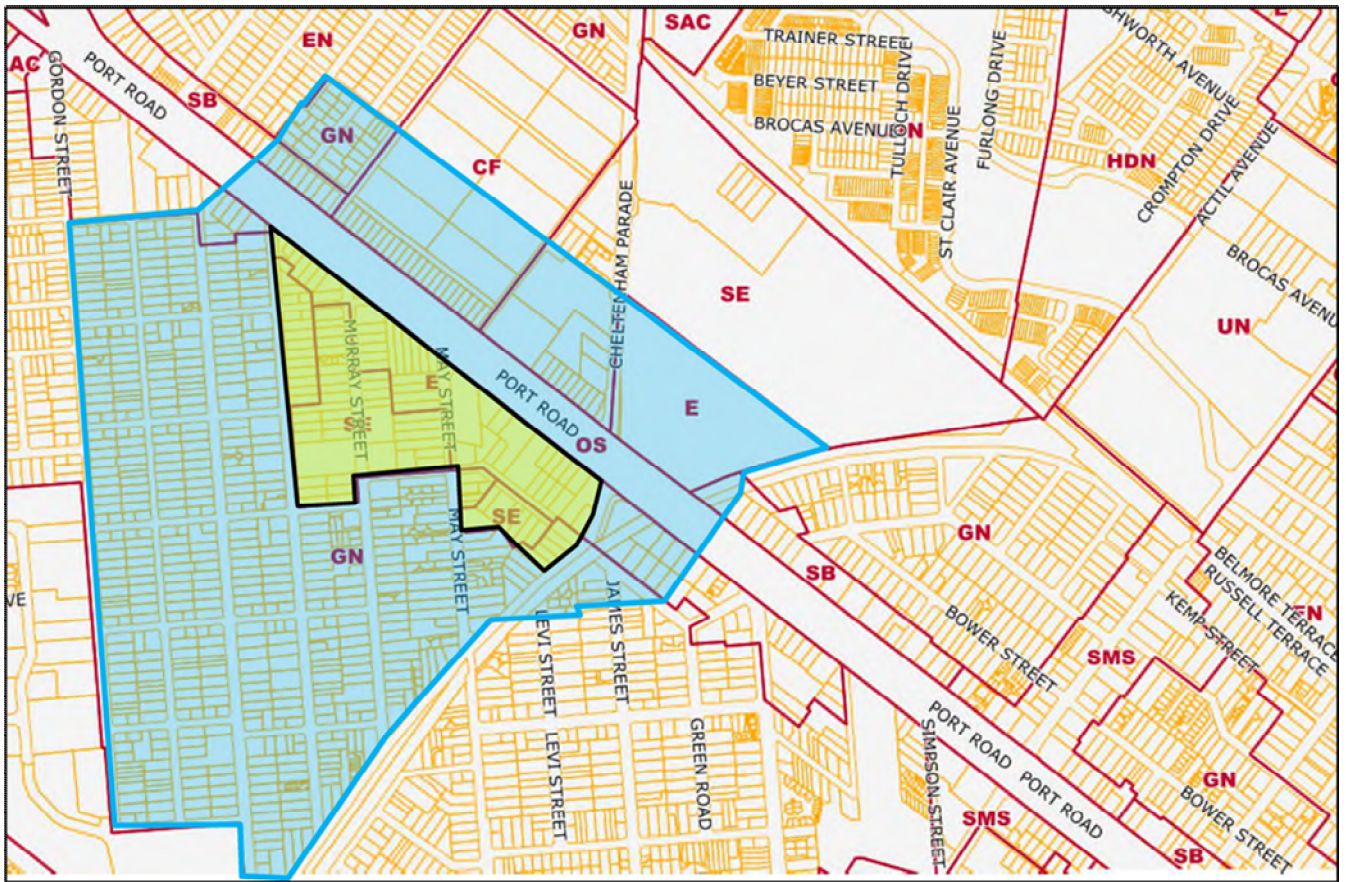 GN
SAC
EN
TRAINER STREET
ASHWORTH AVENUE
AC
PORT ROAD
GORDON STREET
SB
BEYER STREET
TULLOCH DRIVE
FURLONG DRIVE
BROCAS AVENUE
GN
CF
HDN
CROMPTON DRIVE
ACTIL AVENUE
ST CLAIR AVENUE
CHELTENHAM PARADE
BROCAS AVENU
SE
UN
MURRAY STREET
MAY STREET
E
PORT ROAD
E
OS
SE
GN
MAY STREET
GN
SB
BELMORE TERRACE
RUSSELL TERRACE
KEMP STREET
EN
VE
LEVI STREET
JAMES STREET
BOWER STREET
SMS
GREEN ROAD
PORT ROAD
PORT ROAD
LEVI STREET
SIMPSON STREET
GN
BOWER STREET
SMS
SB